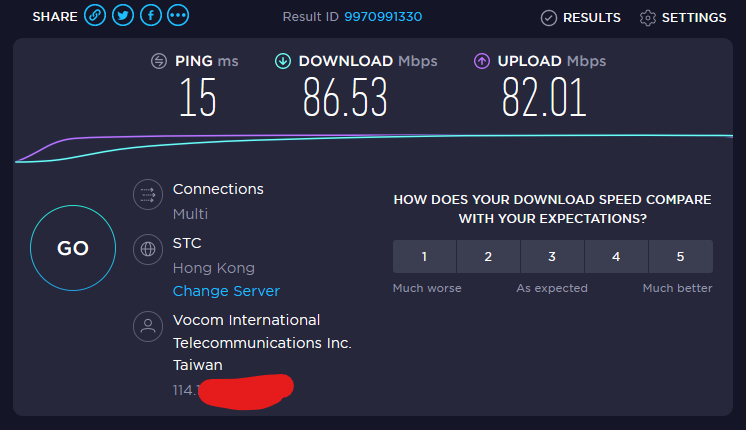 SHARE Result ID 9970991330 RESULTS SETTINGS
PING ms DOWNLOAD Mbps UPLOAD Mbps
15 86.53 82.01
GO
Connections
Multi
STC
Hong Kong
Change Server
Vocom International
Telecommunications Inc.
Taiwan
114.
HOW DOES YOUR DOWNLOAD SPEED COMPARE
WITH YOUR EXPECTATIONS?
1 2 3 4 5
Much worse As expected Much better